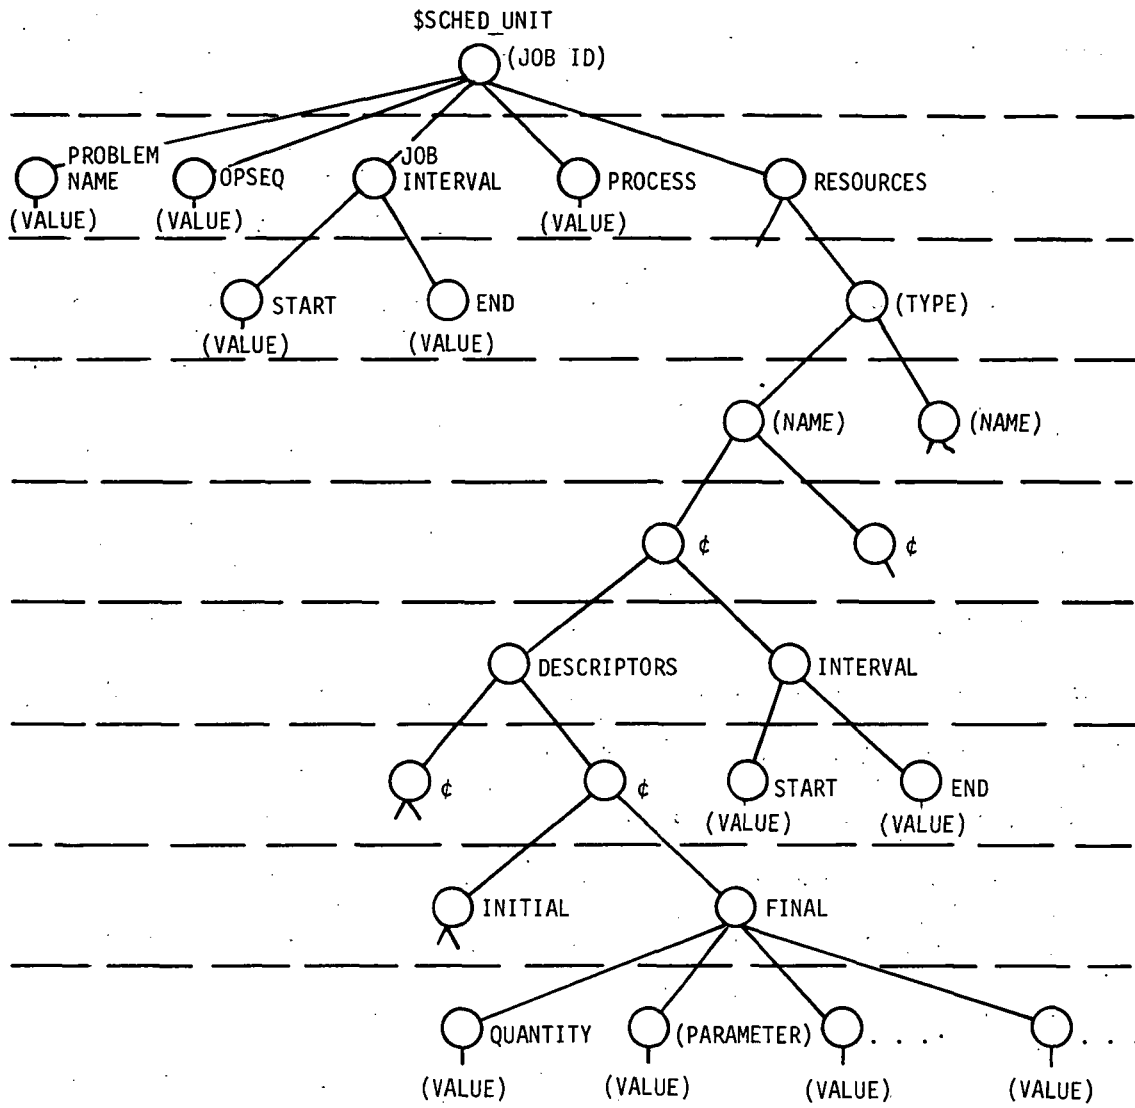 $SCHED_UNIT
(JOB ID)
PROBLEM
NAME
(VALUE)
OPSEQ
(VALUE)
JOB
INTERVAL
PROCESS
(VALUE)
RESOURCES
START
(VALUE)
END
(VALUE)
(TYPE)
(NAME)
(NAME)
¢
¢
DESCRIPTORS
INTERVAL
¢
¢
START
(VALUE)
END
(VALUE)
INITIAL
FINAL
QUANTITY
(VALUE)
(PARAMETER)
(VALUE)
. . . .
(VALUE)
. . .
(VALUE)